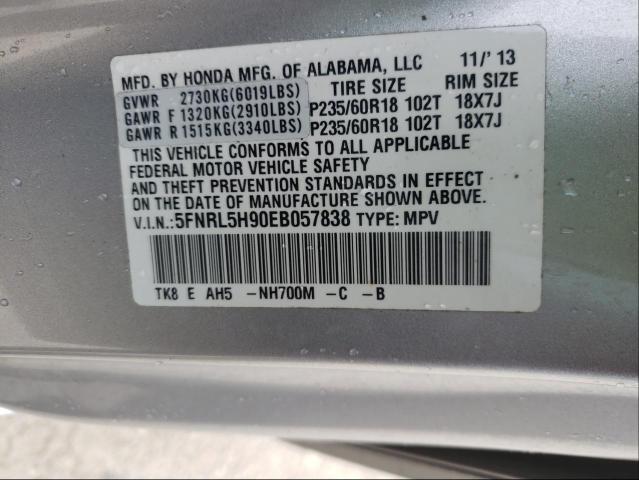 MFD. BY HONDA MFG. OF ALABAMA, LLC 11/'13
GVWR 2730KG(6019LBS) TIRE SIZE RIM SIZE
GAWR F 1320KG(2910LBS) P235/60R18 102T 18X7J
GAWR R 1515KG(3340LBS) P235/60R18 102T 18X7J
THIS VEHICLE CONFORMS TO ALL APPLICABLE
FEDERAL MOTOR VEHICLE SAFETY
AND THEFT PREVENTION STANDARDS IN EFFECT
ON THE DATE OF MANUFACTURE SHOWN ABOVE.
V.I.N.:5FNRL5H90EB057838 TYPE: MPV
TK8 E AH5 -NH700M -C -B